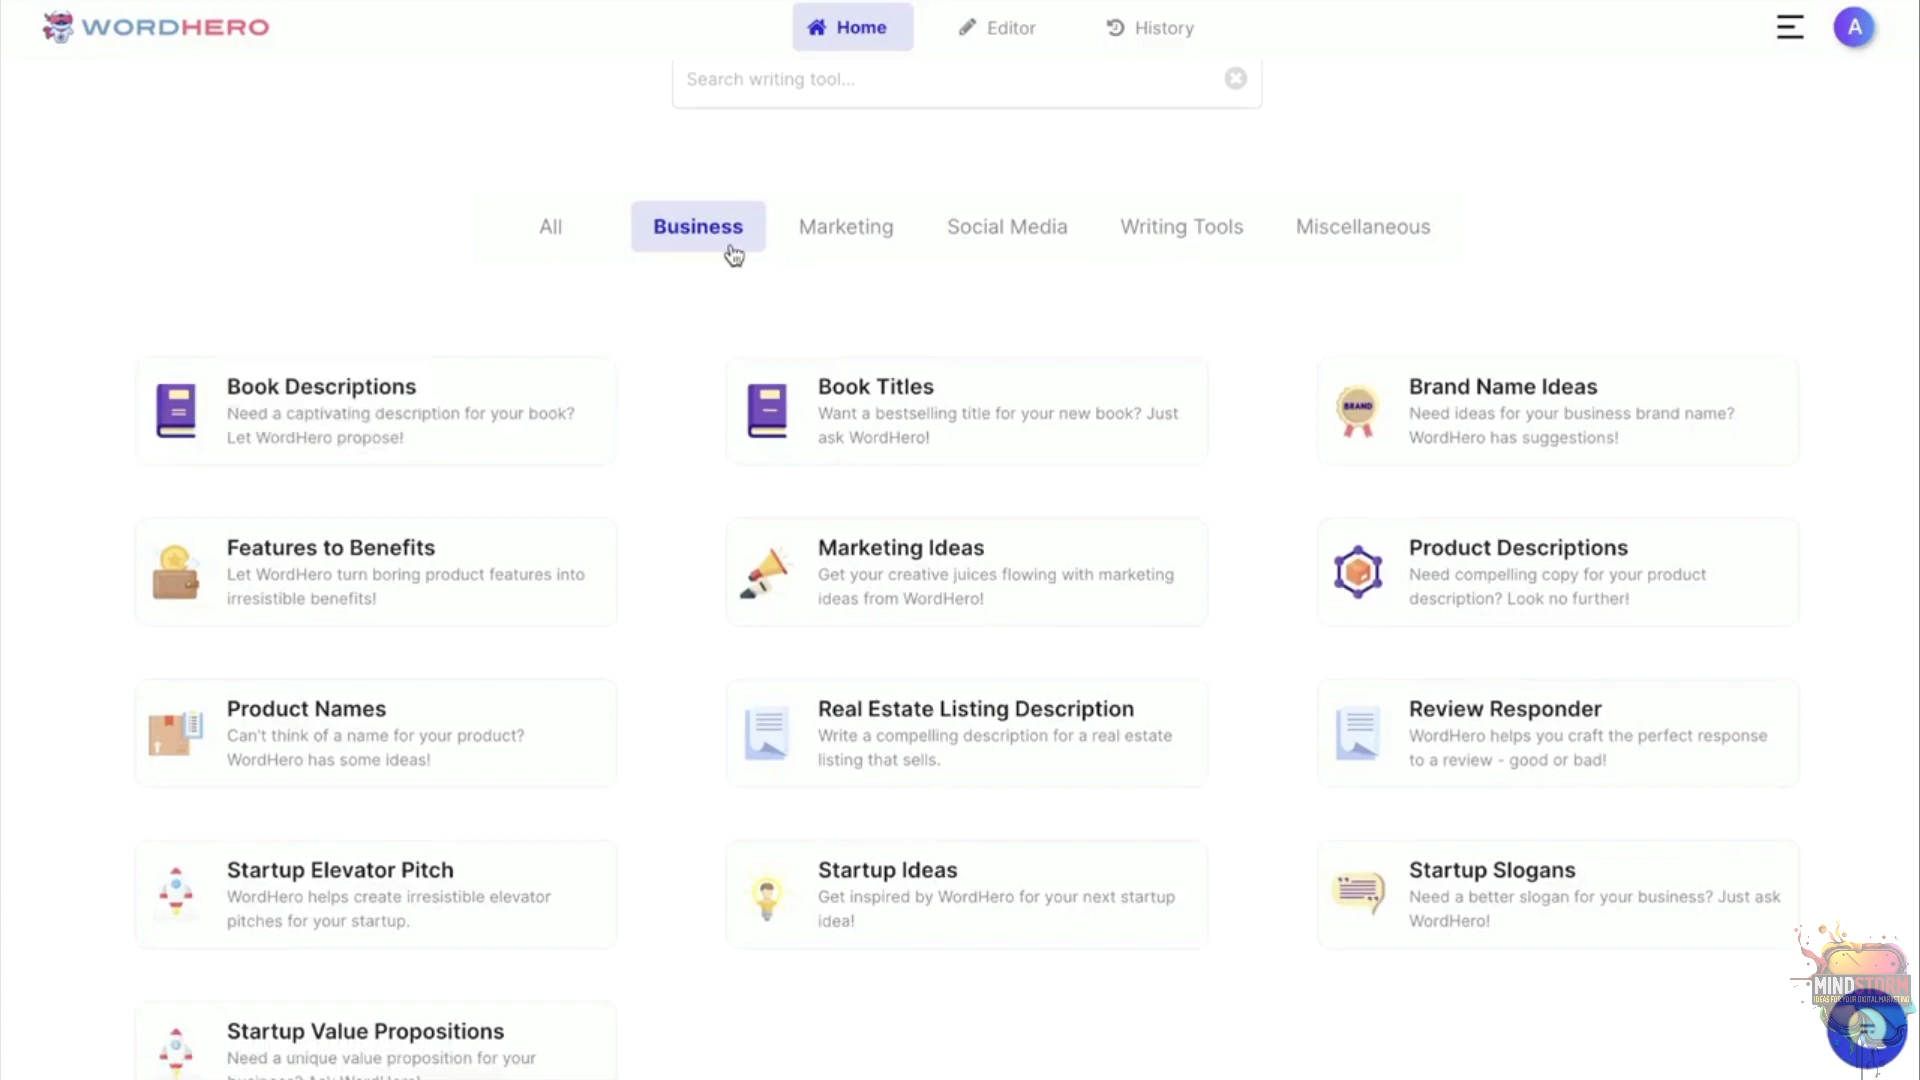 WORDHERO
Home
Editor
History
A
Search writing tool...
All
Business
Marketing
Social Media
Writing Tools
Miscellaneous
Book Descriptions
Need a captivating description for your book?
Let WordHero propose!
Book Titles
Want a bestselling title for your new book? Just
ask WordHero!
BRAND
Brand Name Ideas
Need ideas for your business brand name?
WordHero has suggestions!
Features to Benefits
Let WordHero turn boring product features into
irresistible benefits!
Marketing Ideas
Get your creative juices flowing with marketing
ideas from WordHero!
Product Descriptions
Need compelling copy for your product
description? Look no further!
Product Names
Can't think of a name for your product?
WordHero has some ideas!
Real Estate Listing Description
Write a compelling description for a real estate
listing that sells.
Review Responder
WordHero helps you craft the perfect response
to a review - good or bad!
Startup Elevator Pitch
WordHero helps create irresistible elevator
pitches for your startup.
Startup Ideas
Get inspired by WordHero for your next startup
idea!
Startup Slogans
Need a better slogan for your business? Just ask
WordHero!
MINDSTORM
IDEAS FOR YOUR DIGITAL MARKETING
Startup Value Propositions
Need a unique value proposition for your
business? Ask WordHero!